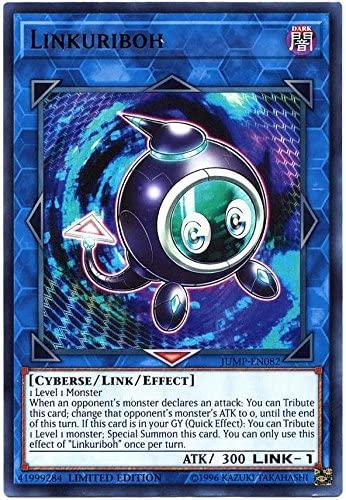 LINKURIBOH
DARK
闇
JUMP-EN082
[CYBERSE/LINK/EFFECT]
1 Level 1 Monster
When an opponent's monster declares an attack: You can Tribute
this card; change that opponent's monster's ATK to 0, until the end
of this turn. If this card is in your GY (Quick Effect): You can Tribute
1 Level 1 monster; Special Summon this card. You can only use this
effect of "Linkuriboh" once per turn.
ATK/ 300 LINK-1
41999284 LIMITED EDITION ©1996 KAZUKI TAKAHASHI